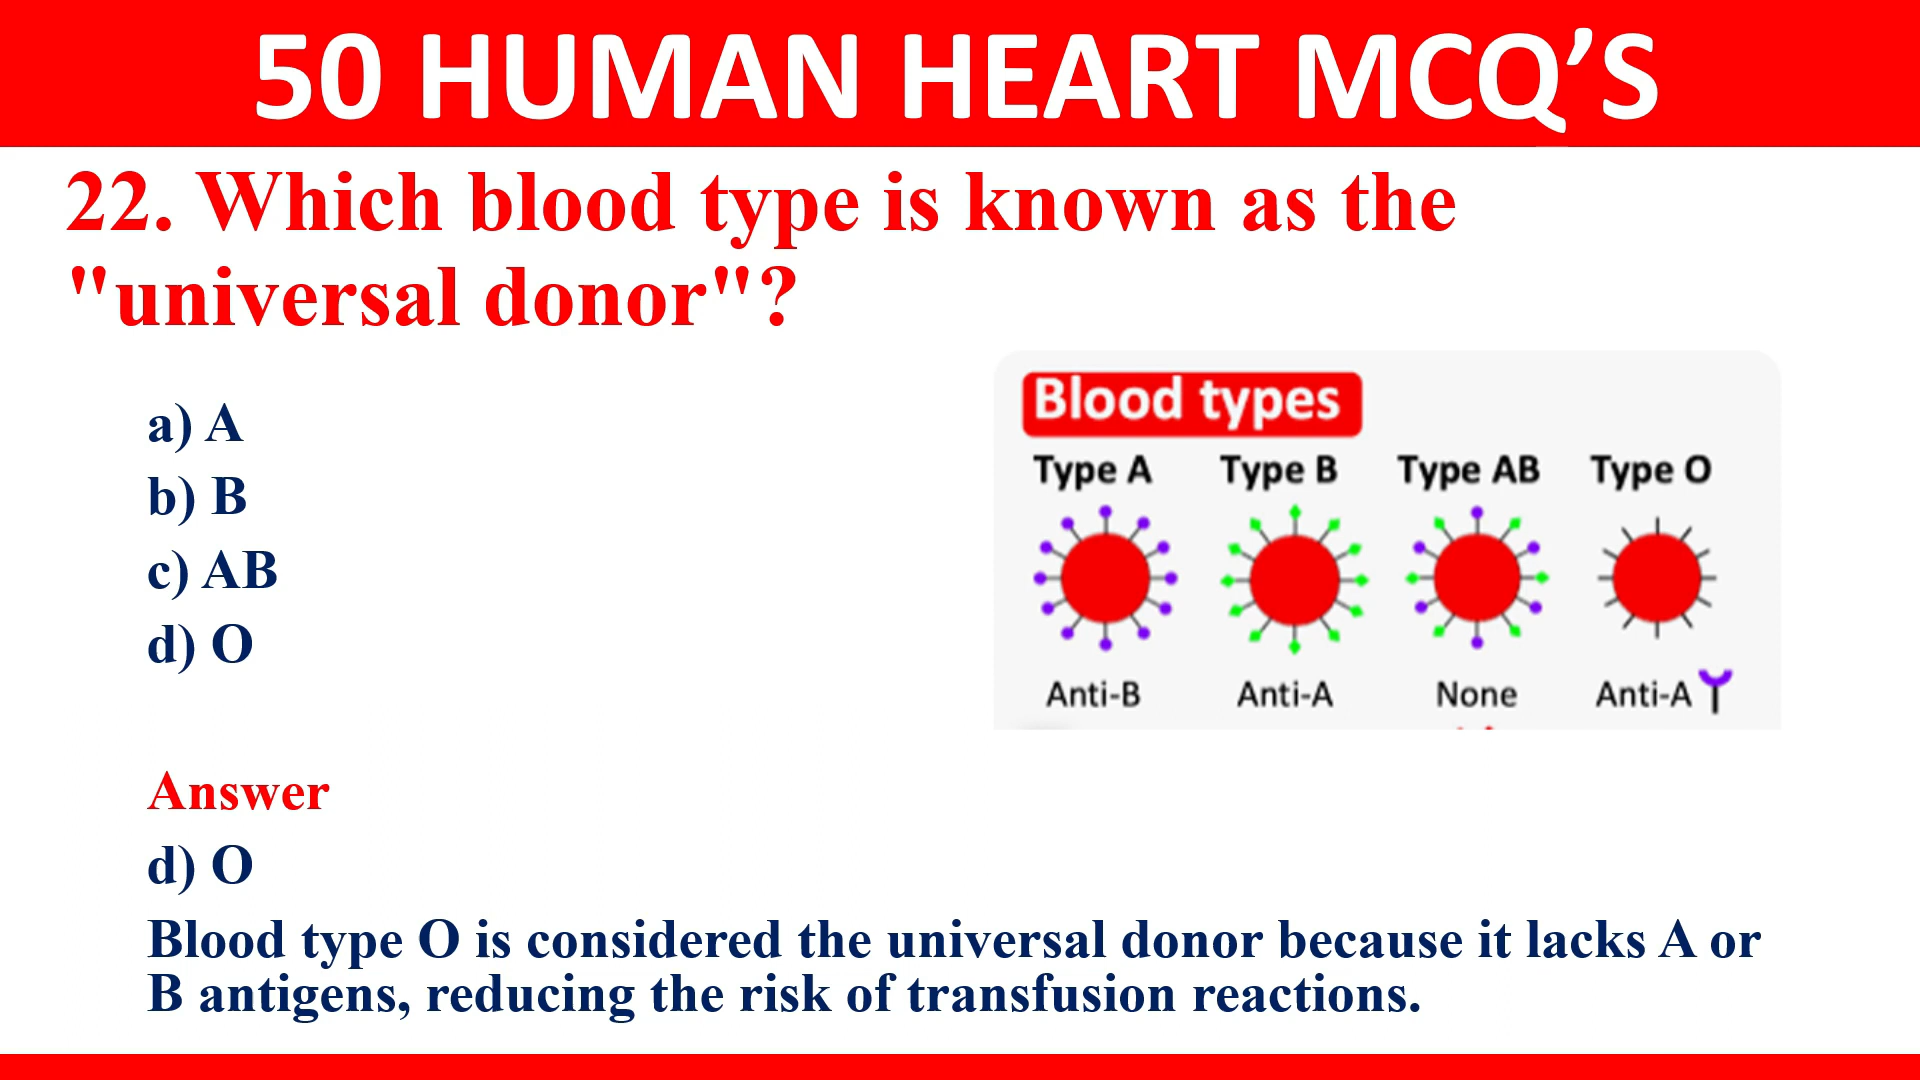 50 HUMAN HEART MCQ’S
22. Which blood type is known as the
"universal donor"?
a) A
b) B
c) AB
d) O
Blood types
Type A Type B Type AB Type O
Anti-B Anti-A None Anti-A
Answer
d) O
Blood type O is considered the universal donor because it lacks A or
B antigens, reducing the risk of transfusion reactions.